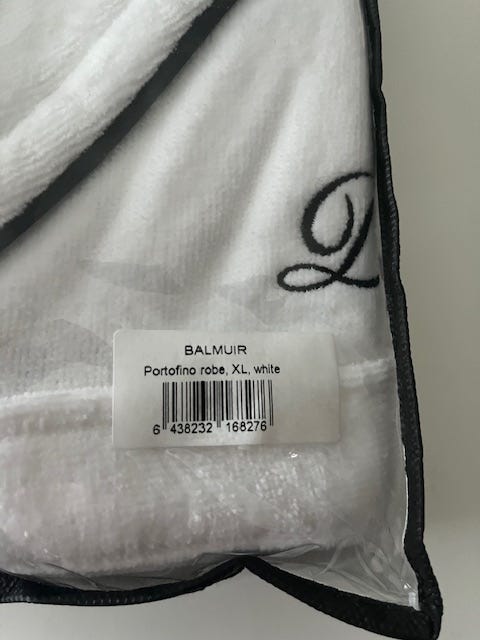 L
BALMUIR
Portofino robe, XL, white
6 438232 168276